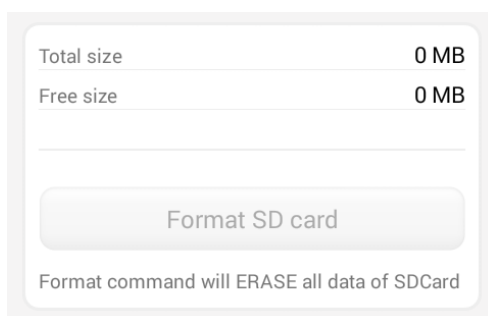 Total size 0 MB
Free size 0 MB
Format SD card
Format command will ERASE all data of SDCard